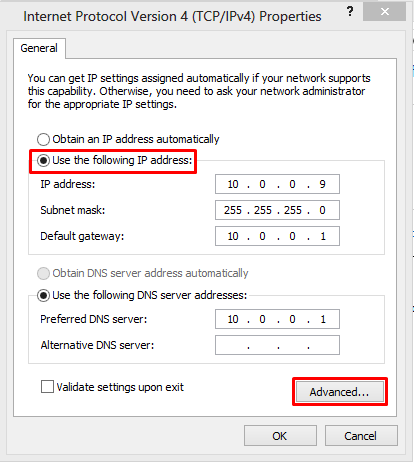 Internet Protocol Version 4 (TCP/IPv4) Properties
General
You can get IP settings assigned automatically if your network supports
this capability. Otherwise, you need to ask your network administrator
for the appropriate IP settings.
Obtain an IP address automatically
Use the following IP address:
IP address: 10 . 0 . 0 . 9
Subnet mask: 255 . 255 . 255 . 0
Default gateway: 10 . 0 . 0 . 1
Obtain DNS server address automatically
Use the following DNS server addresses:
Preferred DNS server: 10 . 0 . 0 . 1
Alternative DNS server: . . .
Validate settings upon exit
Advanced...
OK Cancel